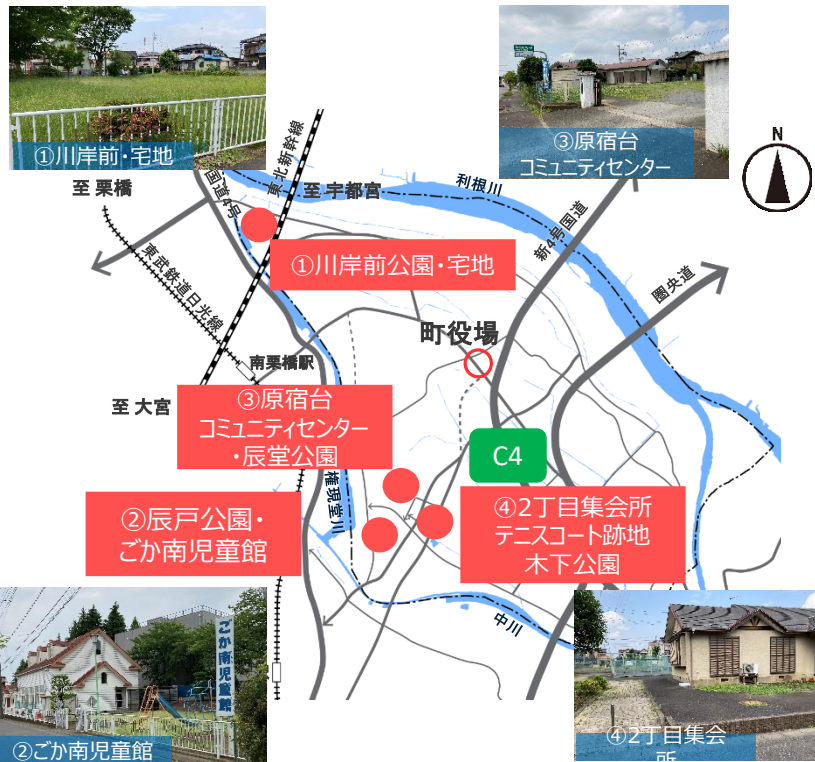 ①川岸前・宅地
③原宿台
コミュニティセンター
N
至 栗橋
国道4号
東北新幹線
至 宇都宮
利根川
①川岸前公園・宅地
新4号国道
圏央道
東武鉄道日光線
町役場
南栗橋駅
至 大宮
③原宿台
コミュニティセンター
・辰堂公園
C4
権現堂川
②辰戸公園・
ごか南児童館
④2丁目集会所
テニスコート跡地
木下公園
中川
ごか南児童館
②ごか南児童館
④2丁目集会
所